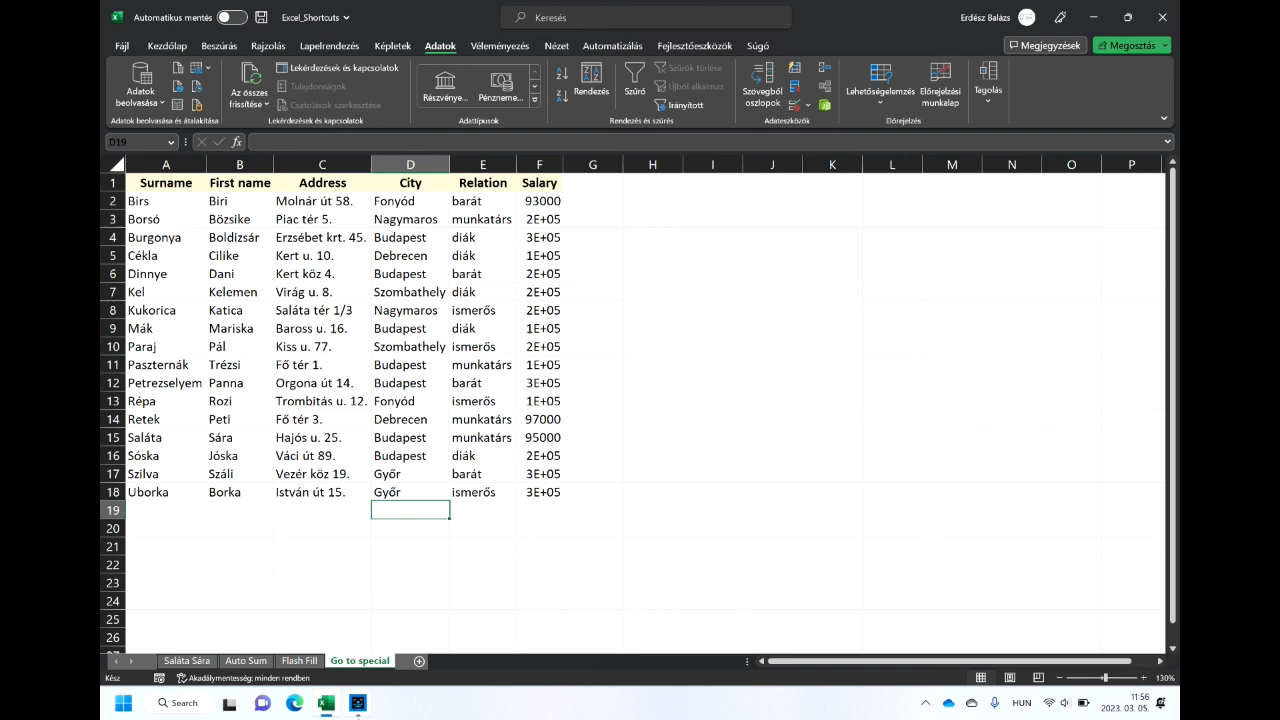 Automatikus mentés Excel_Shortcuts Keresés Erdész Balázs
Fájl Kezdőlap Beszúrás Rajzolás Lapelrendezés Képletek Adatok Véleményezés Nézet Automatizálás Fejlesztőeszközök Súgó Megjegyzések Megosztás
Adatok beolvasása Az összes frissítése Lekérdezések és kapcsolatok Tulajdonságok Csatolások szerkesztése Részvénye... Pénzneme... Rendezés Szűrő Szűrők törlése Újból alkalmaz Irányított Szövegből oszlopok Lehetőségelemzés Előrejelzési munkalap Tagolás
Adatok beolvasása és átalakítása Lekérdezések és kapcsolatok Adattípusok Rendezés és szűrés Adateszközök Előrejelzés
D19 fx
A B C D E F G H I J K L M N O P
1 Surname First name Address City Relation Salary
2 Birs Biri Molnár út 58. Fonyód barát 93000
3 Borsó Bözsike Piac tér 5. Nagymaros munkatárs 2E+05
4 Burgonya Boldizsár Erzsébet krt. 45. Budapest diák 3E+05
5 Cékla Cilike Kert u. 10. Debrecen diák 1E+05
6 Dinnye Dani Kert köz 4. Budapest barát 2E+05
7 Kel Kelemen Virág u. 8. Szombathely diák 2E+05
8 Kukorica Katica Saláta tér 1/3 Nagymaros ismerős 2E+05
9 Mák Mariska Baross u. 16. Budapest diák 1E+05
10 Paraj Pál Kiss u. 77. Szombathely ismerős 2E+05
11 Paszternák Trézsi Fő tér 1. Budapest munkatárs 1E+05
12 Petrezselyem Panna Orgona út 14. Budapest barát 3E+05
13 Répa Rozi Trombitás u. 12. Fonyód ismerős 1E+05
14 Retek Peti Fő tér 3. Debrecen munkatárs 97000
15 Saláta Sára Hajós u. 25. Budapest munkatárs 95000
16 Sóska Jóska Váci út 89. Budapest diák 2E+05
17 Szilva Száli Vezér köz 19. Győr barát 3E+05
18 Uborka Borka István út 15. Győr ismerős 3E+05
19
20
21
22
23
24
25
26
Saláta Sára Auto Sum Flash Fill Go to special
Kész Akadálymentesség: minden rendben 130%
Search HUN 11:56
2023. 03. 05.